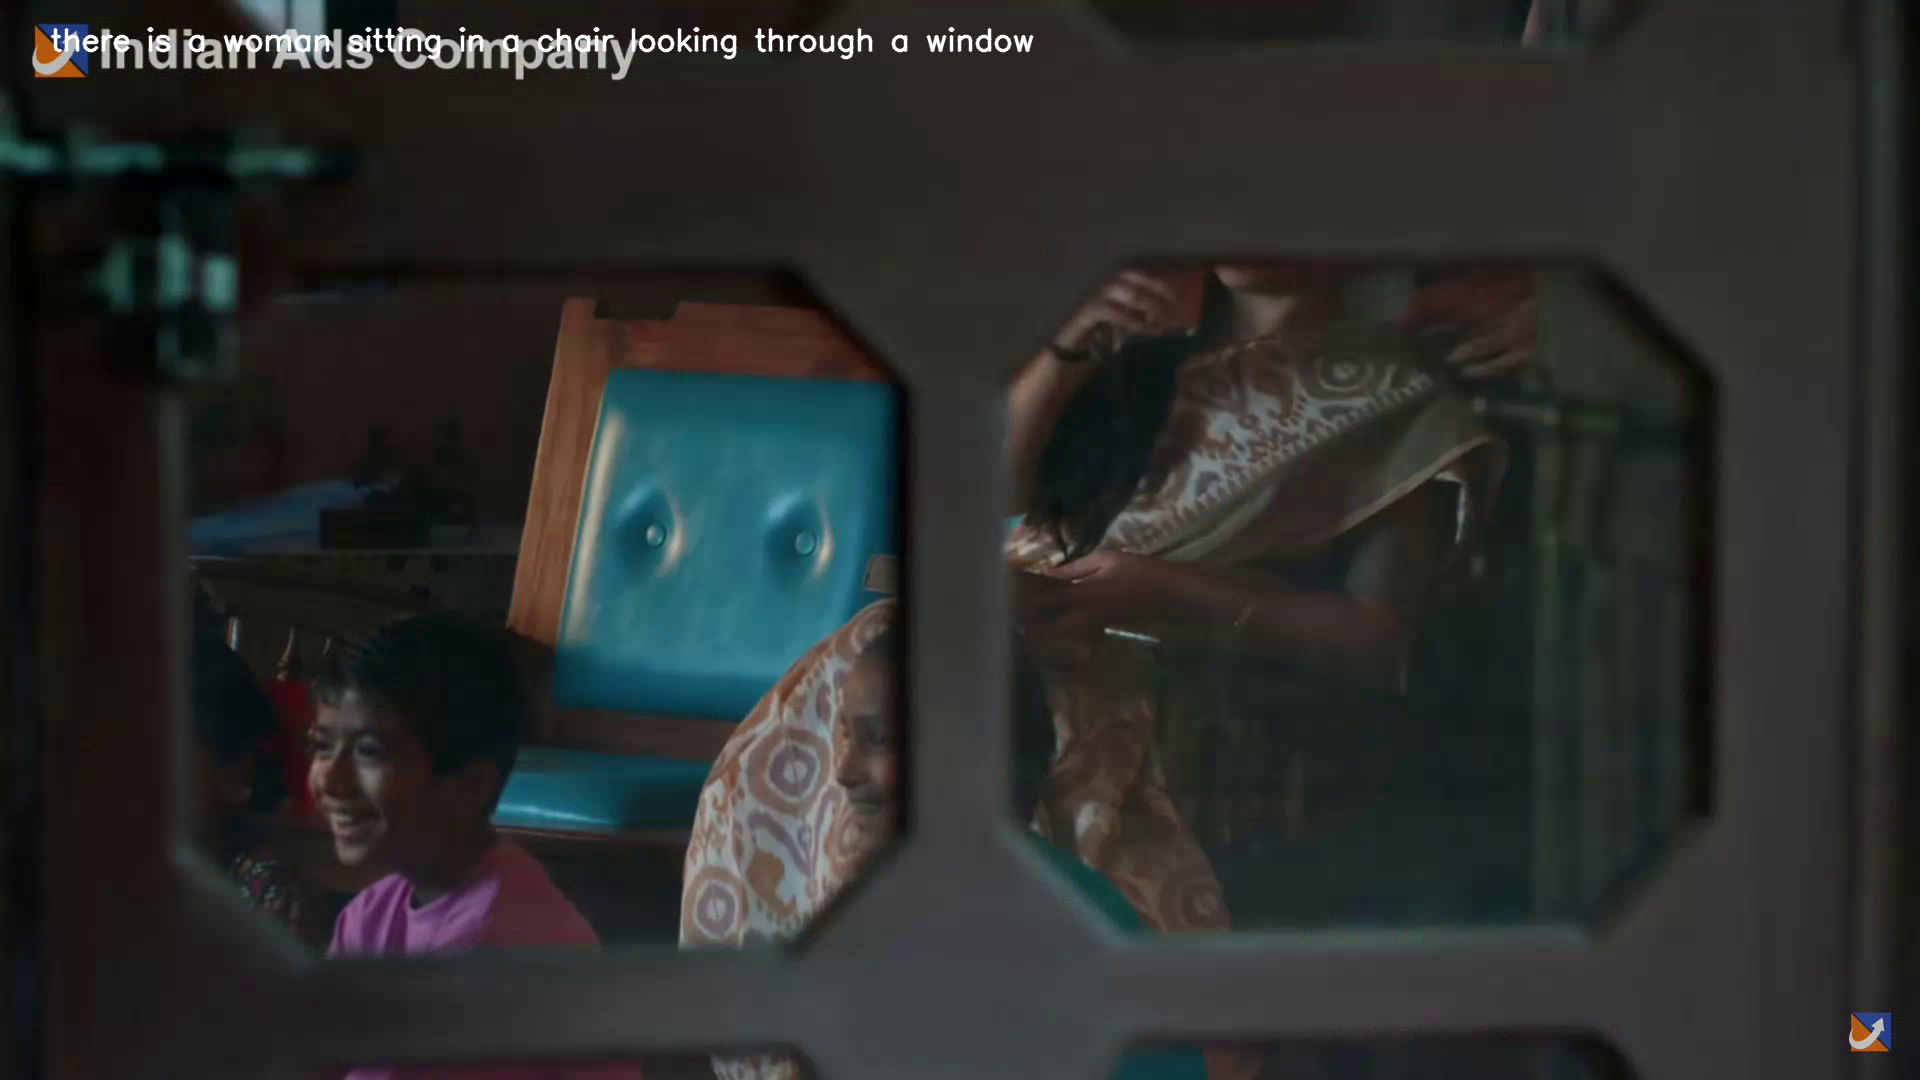 there is a woman sitting in a chair looking through a window
Indian Ads Company